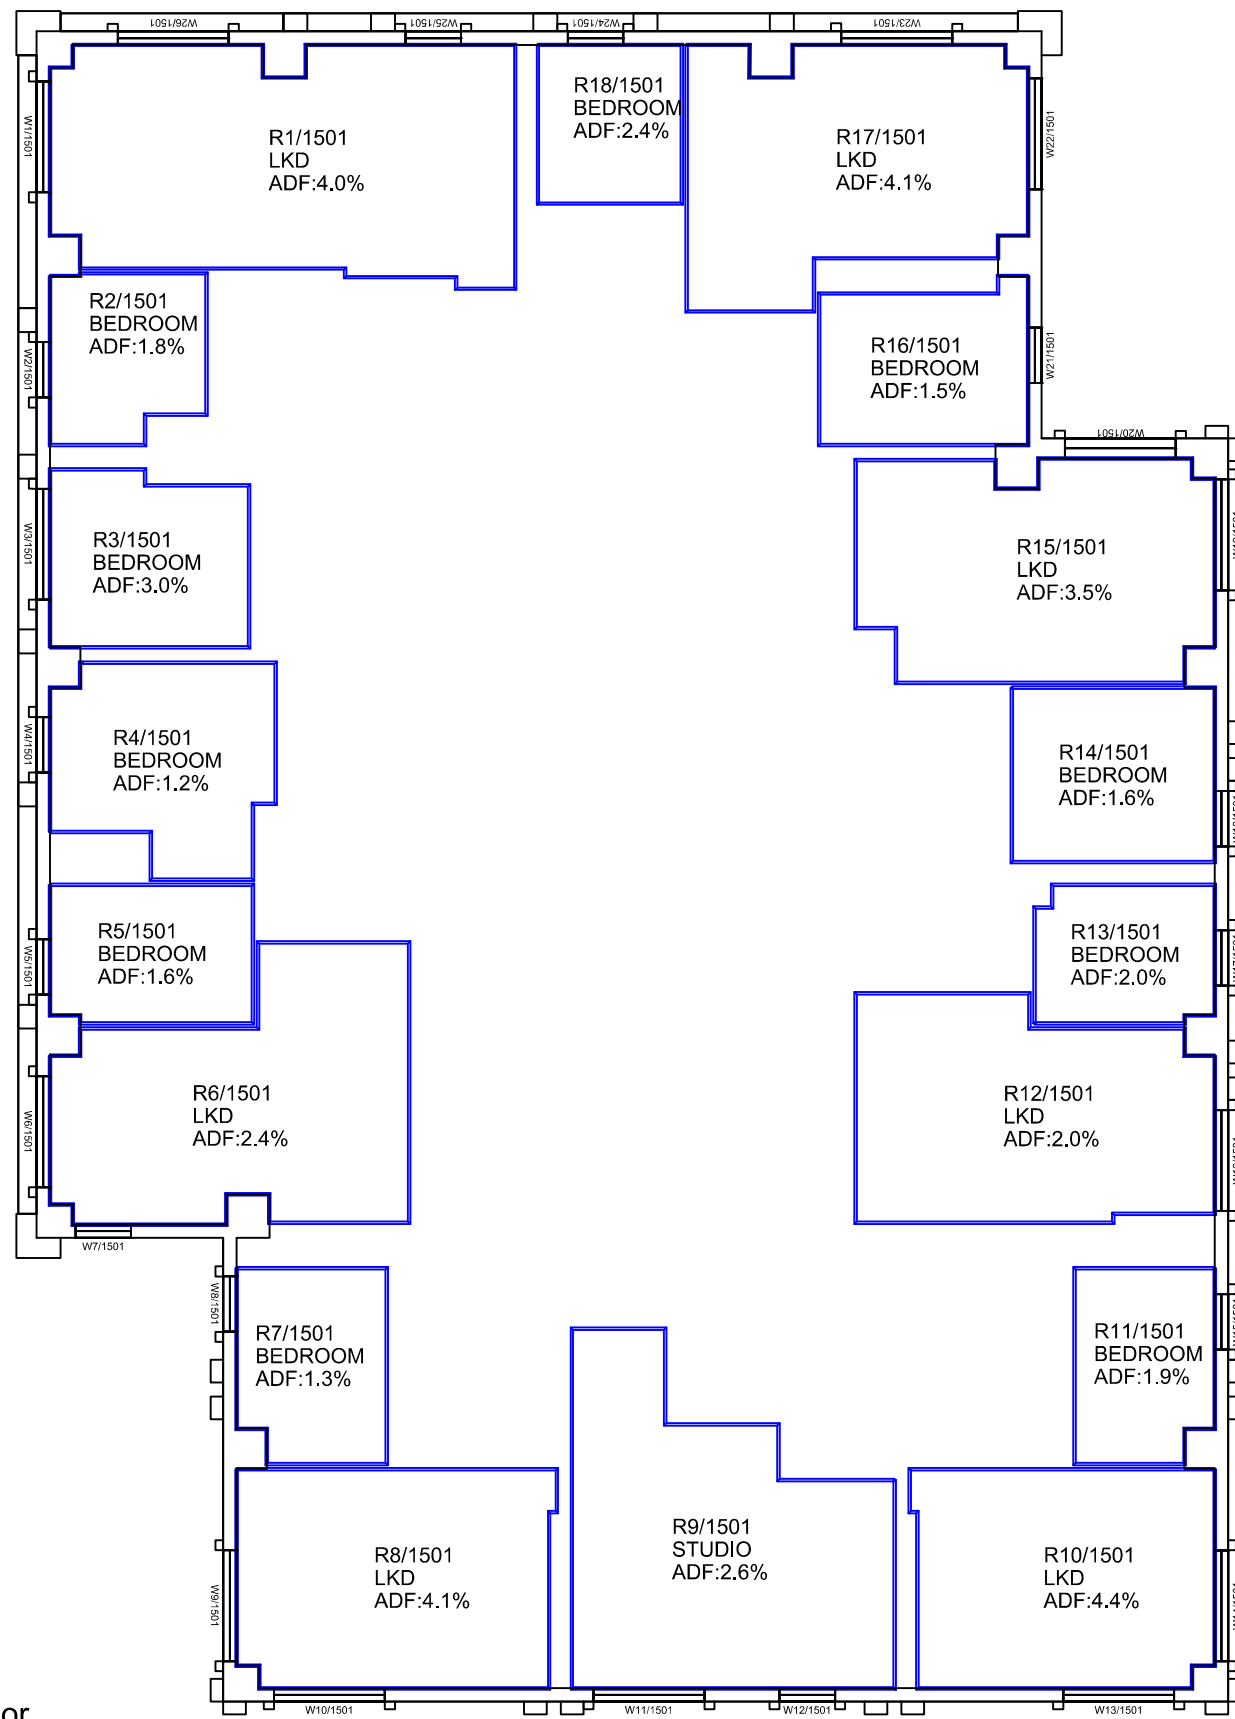 W26/1501
W25/1501
W24/1501
W23/1501
W1/1501
R1/1501
LKD
ADF:4.0%
R18/1501
BEDROOM
ADF:2.4%
R17/1501
LKD
ADF:4.1%
W22/1501
R2/1501
BEDROOM
ADF:1.8%
W2/1501
R16/1501
BEDROOM
ADF:1.5%
W21/1501
W20/1501
W3/1501
R3/1501
BEDROOM
ADF:3.0%
R15/1501
LKD
ADF:3.5%
W4/1501
R4/1501
BEDROOM
ADF:1.2%
R14/1501
BEDROOM
ADF:1.6%
W5/1501
R5/1501
BEDROOM
ADF:1.6%
R13/1501
BEDROOM
ADF:2.0%
W6/1501
R6/1501
LKD
ADF:2.4%
R12/1501
LKD
ADF:2.0%
W7/1501
W8/1501
R7/1501
BEDROOM
ADF:1.3%
R11/1501
BEDROOM
ADF:1.9%
W9/1501
R8/1501
LKD
ADF:4.1%
R9/1501
STUDIO
ADF:2.6%
R10/1501
LKD
ADF:4.4%
W10/1501
W11/1501
W12/1501
W13/1501
or